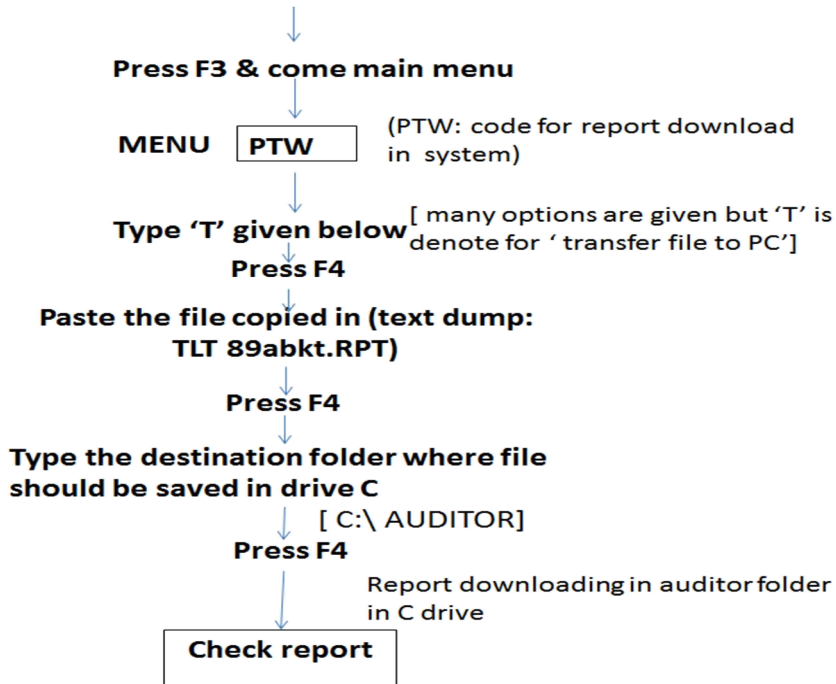 Press F3 & come main menu
MENU PTW (PTW: code for report download
in system)
Type ‘T’ given below [ many options are given but ‘T’ is
denote for ‘ transfer file to PC’]
Press F4
Paste the file copied in (text dump:
TLT 89abkt.RPT)
Press F4
Type the destination folder where file
should be saved in drive C
[ C:\ AUDITOR]
Press F4
Report downloading in auditor folder
in C drive
Check report